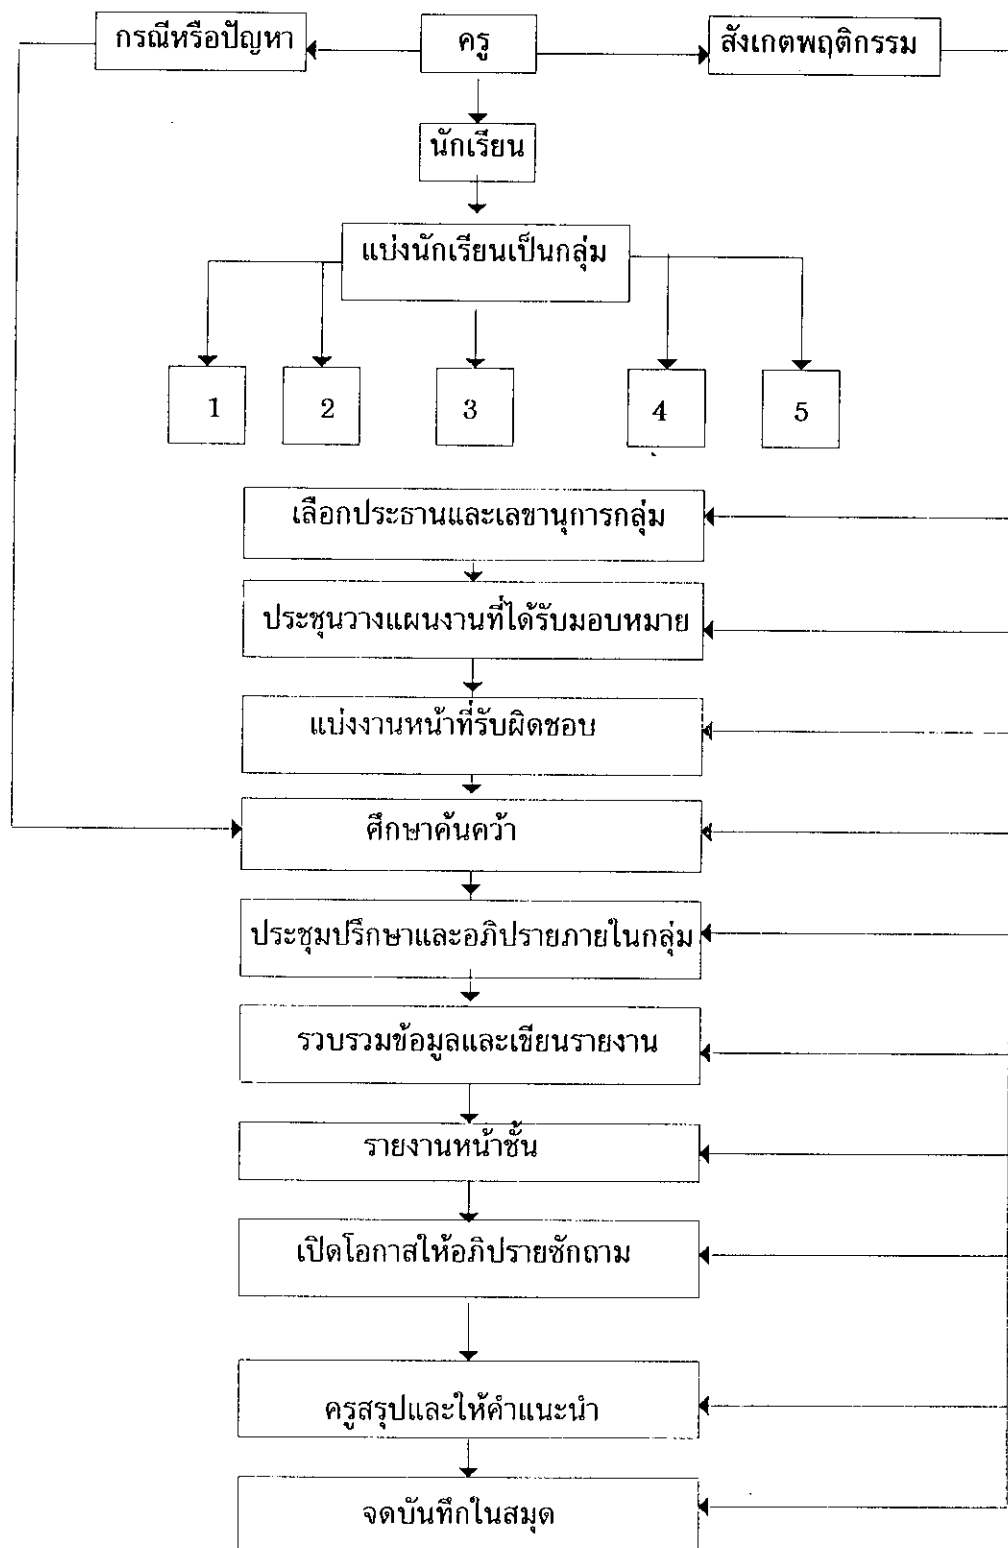 กรณีหรือปัญหา
ครู
สังเกตพฤติกรรม
นักเรียน
แบ่งนักเรียนเป็นกลุ่ม
1
2
3
4
5
เลือกประธานและเลขานุการกลุ่ม
ประชุนวางแผนงานที่ได้รับมอบหมาย
แบ่งงานหน้าที่รับผิดชอบ
ศึกษาค้นคว้า
ประชุมปรึกษาและอภิปรายภายในกลุ่ม
รวบรวมข้อมูลและเขียนรายงาน
รายงานหน้าชั้น
เปิดโอกาสให้อภิปรายซักถาม
ครูสรุปและให้คำแนะนำ
จดบันทึกในสมุด